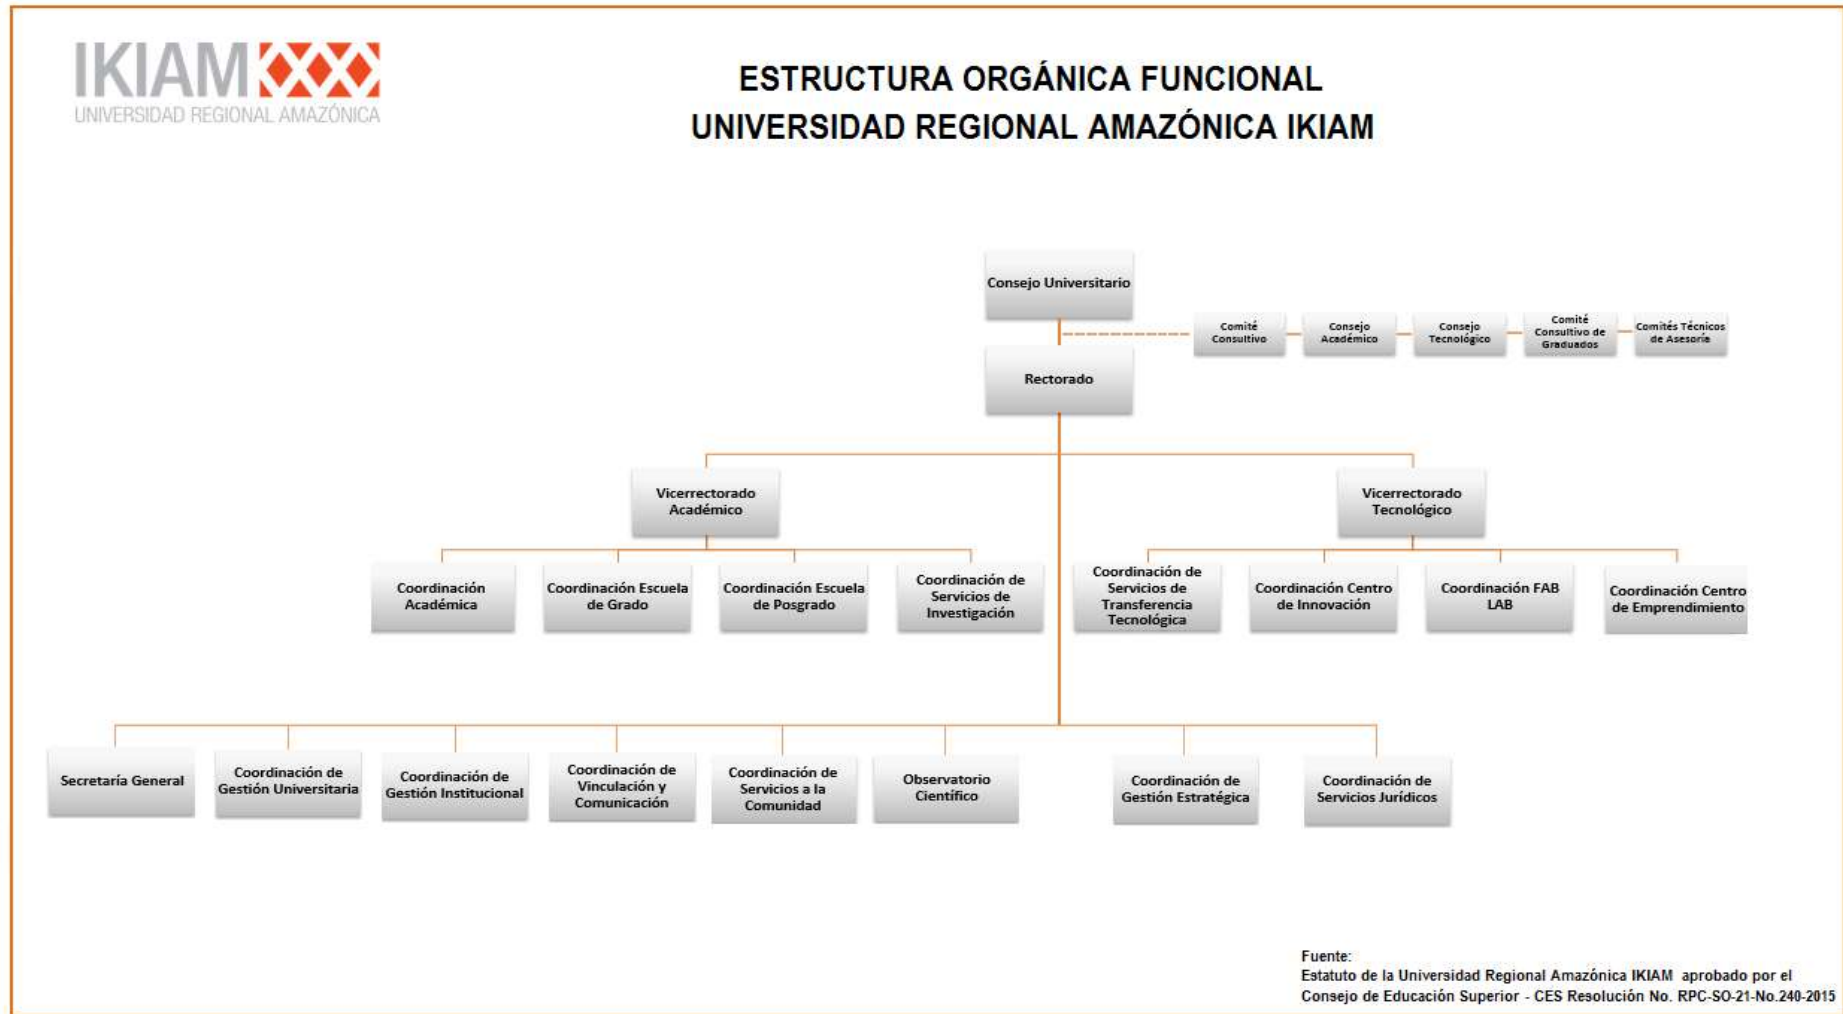 IKIAM
UNIVERSIDAD REGIONAL AMAZÓNICA
ESTRUCTURA ORGÁNICA FUNCIONAL
UNIVERSIDAD REGIONAL AMAZÓNICA IKIAM
Consejo Universitario
Comité
Consultivo
Consejo
Académico
Consejo
Tecnológico
Comité
Consultivo de
Graduados
Comités Técnicos
de Asesoría
Rectorado
Vicerrectorado
Académico
Vicerrectorado
Tecnológico
Coordinación
Académica
Coordinación Escuela
de Grado
Coordinación Escuela
de Posgrado
Coordinación de
Servicios de
Investigación
Coordinación de
Servicios de
Transferencia
Tecnológica
Coordinación Centro
de Innovación
Coordinación FAB
LAB
Coordinación Centro
de Emprendimiento
Secretaría General
Coordinación de
Gestión Universitaria
Coordinación de
Gestión Institucional
Coordinación de
Vinculación y
Comunicación
Coordinación de
Servicios a la
Comunidad
Observatorio
Científico
Coordinación de
Gestión Estratégica
Coordinación de
Servicios Jurídicos
Fuente:
Estatuto de la Universidad Regional Amazónica IKIAM aprobado por el
Consejo de Educación Superior - CES Resolución No. RPC-SO-21-No.240-2015